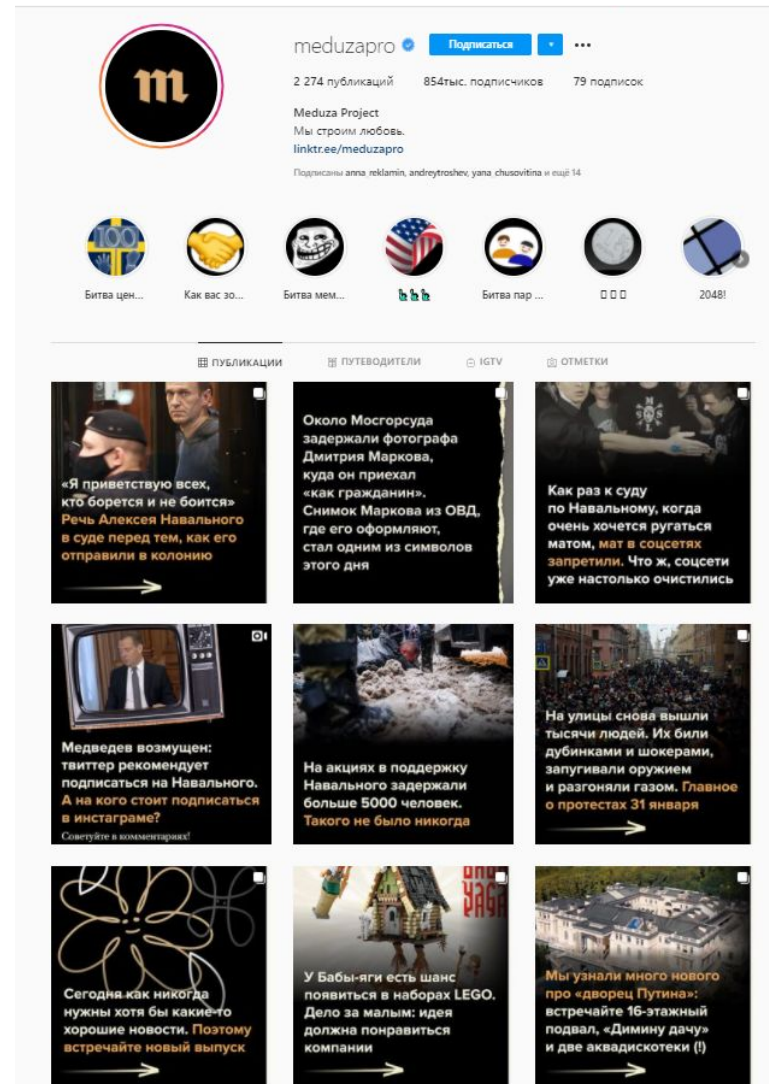 m
meduzapro
Подписаться
2 274 публикаций 854тыс. подписчиков 79 подписок
Meduza Project
Мы строим любовь.
linktr.ee/meduzapro
Подписаны anna_reklamin, andreytroshev, yana_chusovitina и ещё 14
100
Битва цен... Как вас зо... Битва мем... Битва пар ... 2048!
ПУБЛИКАЦИИ ПУТЕВОДИТЕЛИ IGTV ОТМЕТКИ
«Я приветствую всех,
кто борется и не боится»
Речь Алексея Навального
в суде перед тем, как его
отправили в колонию
Около Мосгорсуда
задержали фотографа
Дмитрия Маркова,
куда он приехал
«как гражданин».
Снимок Маркова из ОВД,
где его оформляют,
стал одним из символов
этого дня
Как раз к суду
по Навальному, когда
очень хочется ругаться
матом, мат в соцсетях
запретили. Что ж, соцсети
уже настолько очистились
Медведев возмущен:
твиттер рекомендует
подписаться на Навального.
А на кого стоит подписаться
в инстаграме?
Советуйте в комментариях!
На акциях в поддержку
Навального задержали
больше 5000 человек.
Такого не было никогда
На улицы снова вышли
тысячи людей. Их били
дубинками и шокерами,
запугивали оружием
и разгоняли газом. Главное
о протестах 31 января
Сегодня как никогда
нужны хотя бы какие-то
хорошие новости. Поэтому
встречайте новый выпуск
YAGA
У Бабы-яги есть шанс
появиться в наборах LEGO.
Дело за малым: идея
должна понравиться
компании
Мы узнали много нового
про «дворец Путина»:
встречайте 16-этажный
подвал, «Димину дачу»
и две аквадискотеки (!)